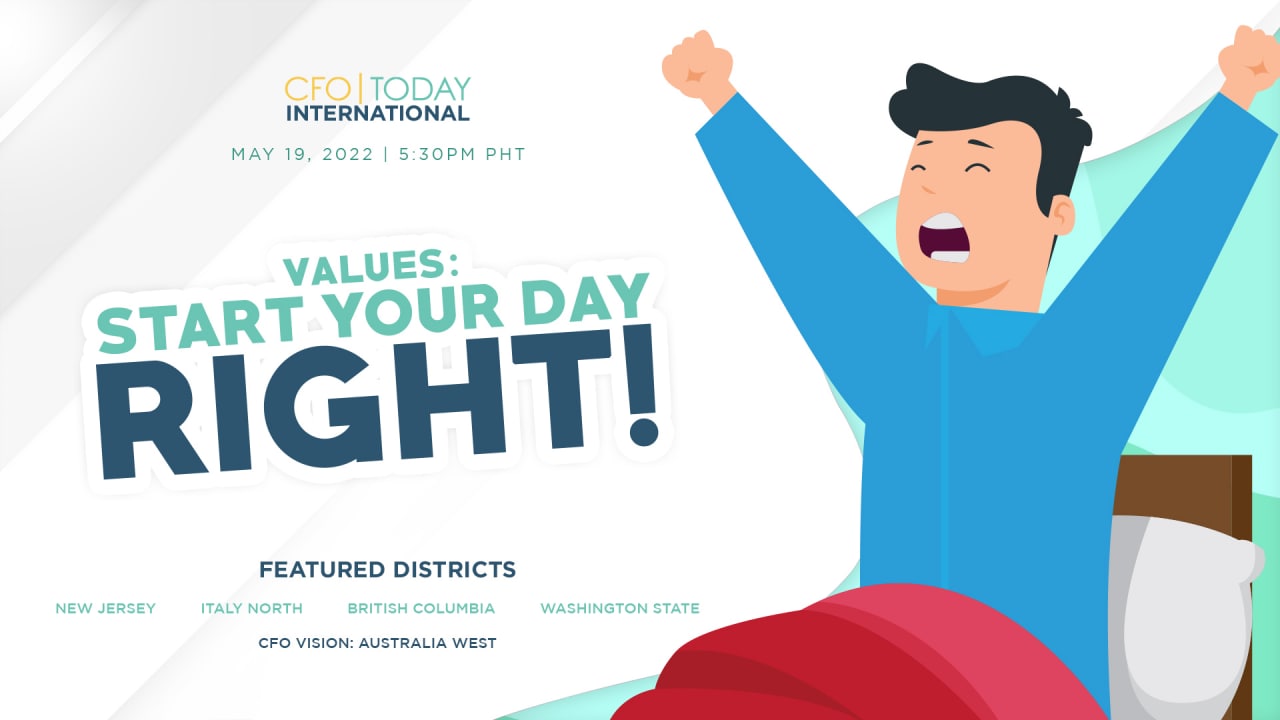 CFO | TODAY
INTERNATIONAL
MAY 19, 2022 | 5:30PM PHT
VALUES:
START YOUR DAY
RIGHT!
FEATURED DISTRICTS
NEW JERSEY ITALY NORTH BRITISH COLUMBIA WASHINGTON STATE
CFO VISION: AUSTRALIA WEST